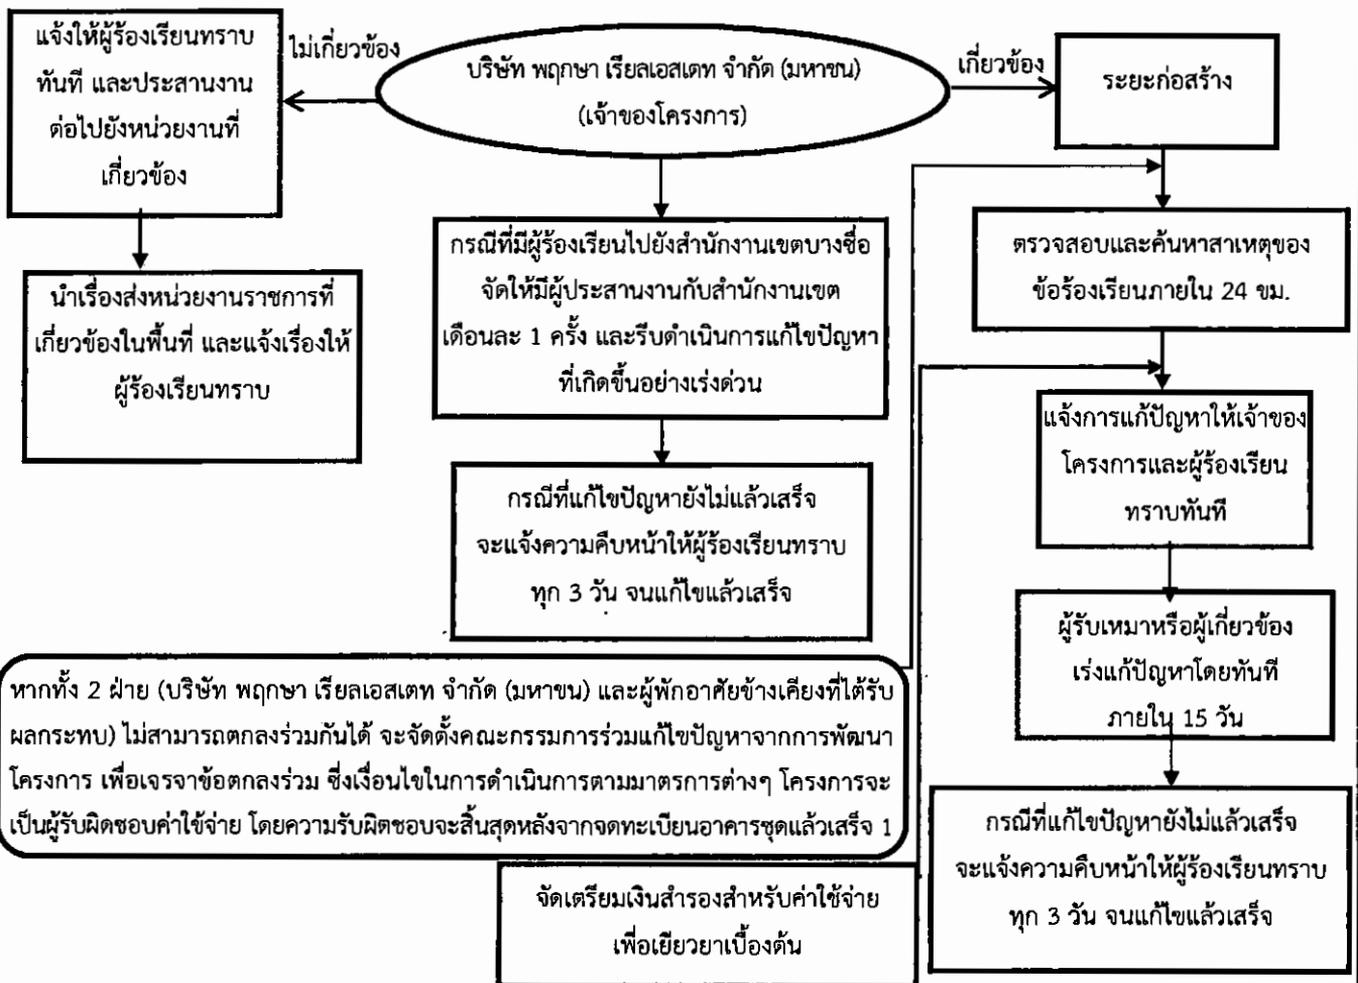 แจ้งให้ผู้ร้องเรียนทราบ
ทันที และประสานงาน
ต่อไปยังหน่วยงานที่
เกี่ยวข้อง
ไม่เกี่ยวข้อง
บริษัท พฤกษา เรียลเอสเตท จำกัด (มหาชน)
(เจ้าของโครงการ)
เกี่ยวข้อง
ระยะก่อสร้าง
นำเรื่องส่งหน่วยงานราชการที่
เกี่ยวข้องในพื้นที่ และแจ้งเรื่องให้
ผู้ร้องเรียนทราบ
กรณีที่มีผู้ร้องเรียนไปยังสำนักงานเขตบางซื่อ
จัดให้มีผู้ประสานงานกับสำนักงานเขต
เดือนละ 1 ครั้ง และรีบดำเนินการแก้ไขปัญหา
ที่เกิดขึ้นอย่างเร่งด่วน
กรณีที่แก้ไขปัญหายังไม่แล้วเสร็จ
จะแจ้งความคืบหน้าให้ผู้ร้องเรียนทราบ
ทุก 3 วัน จนแก้ไขแล้วเสร็จ
ตรวจสอบและค้นหาสาเหตุของ
ข้อร้องเรียนภายใน 24 ชม.
แจ้งการแก้ปัญหาให้เจ้าของ
โครงการและผู้ร้องเรียน
ทราบทันที
ผู้รับเหมาหรือผู้เกี่ยวข้อง
เร่งแก้ปัญหาโดยทันที
ภายใน 15 วัน
กรณีที่แก้ไขปัญหายังไม่แล้วเสร็จ
จะแจ้งความคืบหน้าให้ผู้ร้องเรียนทราบ
ทุก 3 วัน จนแก้ไขแล้วเสร็จ
หากทั้ง 2 ฝ่าย (บริษัท พฤกษา เรียลเอสเตท จำกัด (มหาชน) และผู้พักอาศัยข้างเคียงที่ได้รับ
ผลกระทบ) ไม่สามารถตกลงร่วมกันได้ จะจัดตั้งคณะกรรมการร่วมแก้ไขปัญหาจากการพัฒนา
โครงการ เพื่อเจรจาข้อตกลงร่วม ซึ่งเงื่อนไขในการดำเนินการตามมาตรการต่างๆ โครงการจะ
เป็นผู้รับผิดชอบค่าใช้จ่าย โดยความรับผิดชอบจะสิ้นสุดหลังจากจดทะเบียนอาคารชุดแล้วเสร็จ 1
จัดเตรียมเงินสำรองสำหรับค่าใช้จ่าย
เพื่อเยียวยาเบื้องต้น